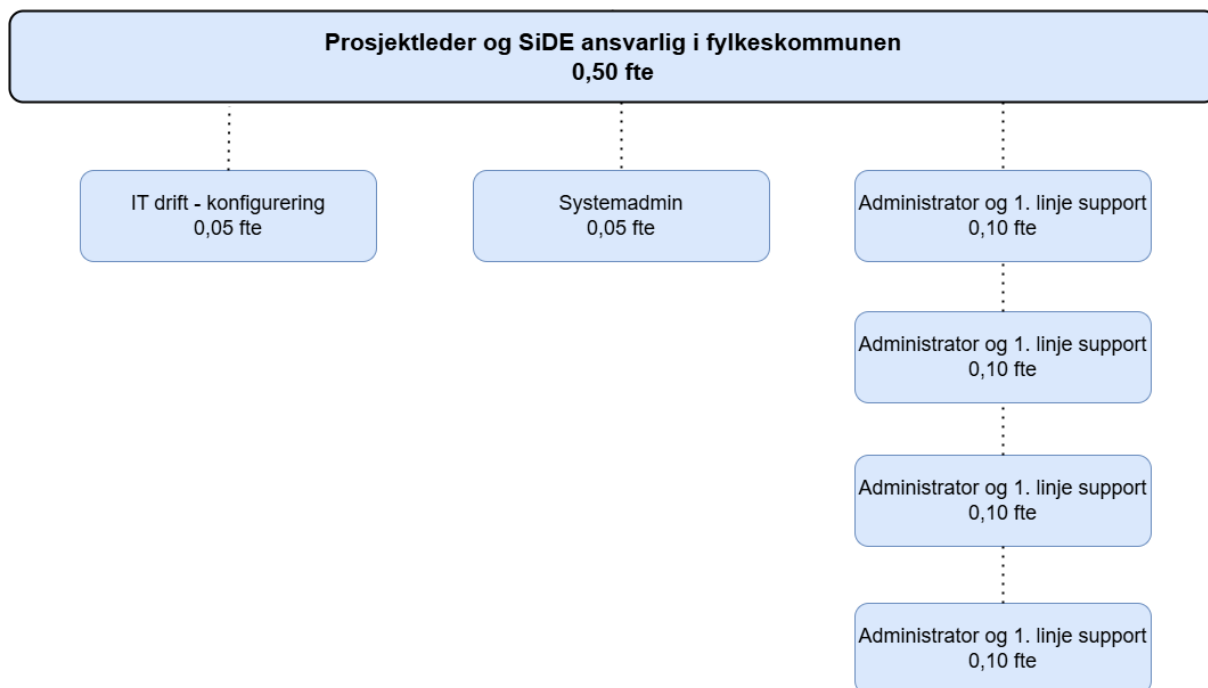 Prosjektleder og SiDE ansvarlig i fylkeskommunen
0,50 fte
IT drift - konfigurering
0,05 fte
Systemadmin
0,05 fte
Administrator og 1. linje support
0,10 fte
Administrator og 1. linje support
0,10 fte
Administrator og 1. linje support
0,10 fte
Administrator og 1. linje support
0,10 fte